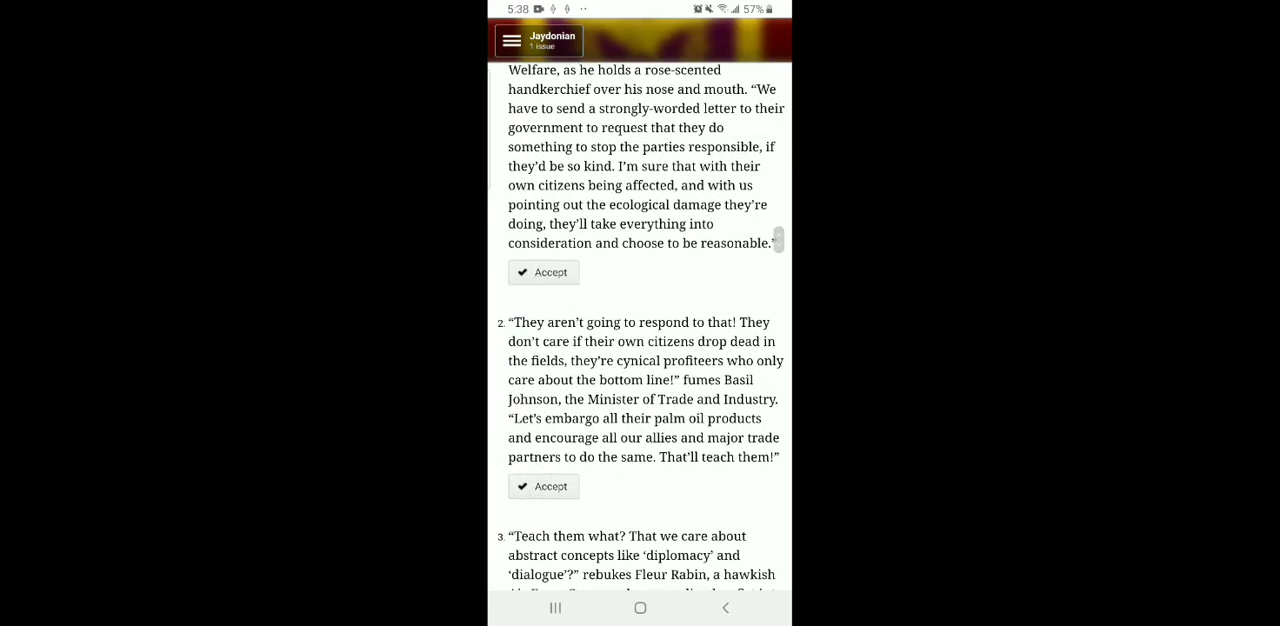 5:38 57%
Jaydonian
1 issue
Welfare, as he holds a rose-scented
handkerchief over his nose and mouth. “We
have to send a strongly-worded letter to their
government to request that they do
something to stop the parties responsible, if
they’d be so kind. I’m sure that with their
own citizens being affected, and with us
pointing out the ecological damage they’re
doing, they’ll take everything into
consideration and choose to be reasonable.”
✔ Accept
2. “They aren’t going to respond to that! They
don’t care if their own citizens drop dead in
the fields, they’re cynical profiteers who only
care about the bottom line!” fumes Basil
Johnson, the Minister of Trade and Industry.
“Let’s embargo all their palm oil products
and encourage all our allies and major trade
partners to do the same. That’ll teach them!”
✔ Accept
3. “Teach them what? That we care about
abstract concepts like ‘diplomacy’ and
‘dialogue’?” rebukes Fleur Rabin, a hawkish